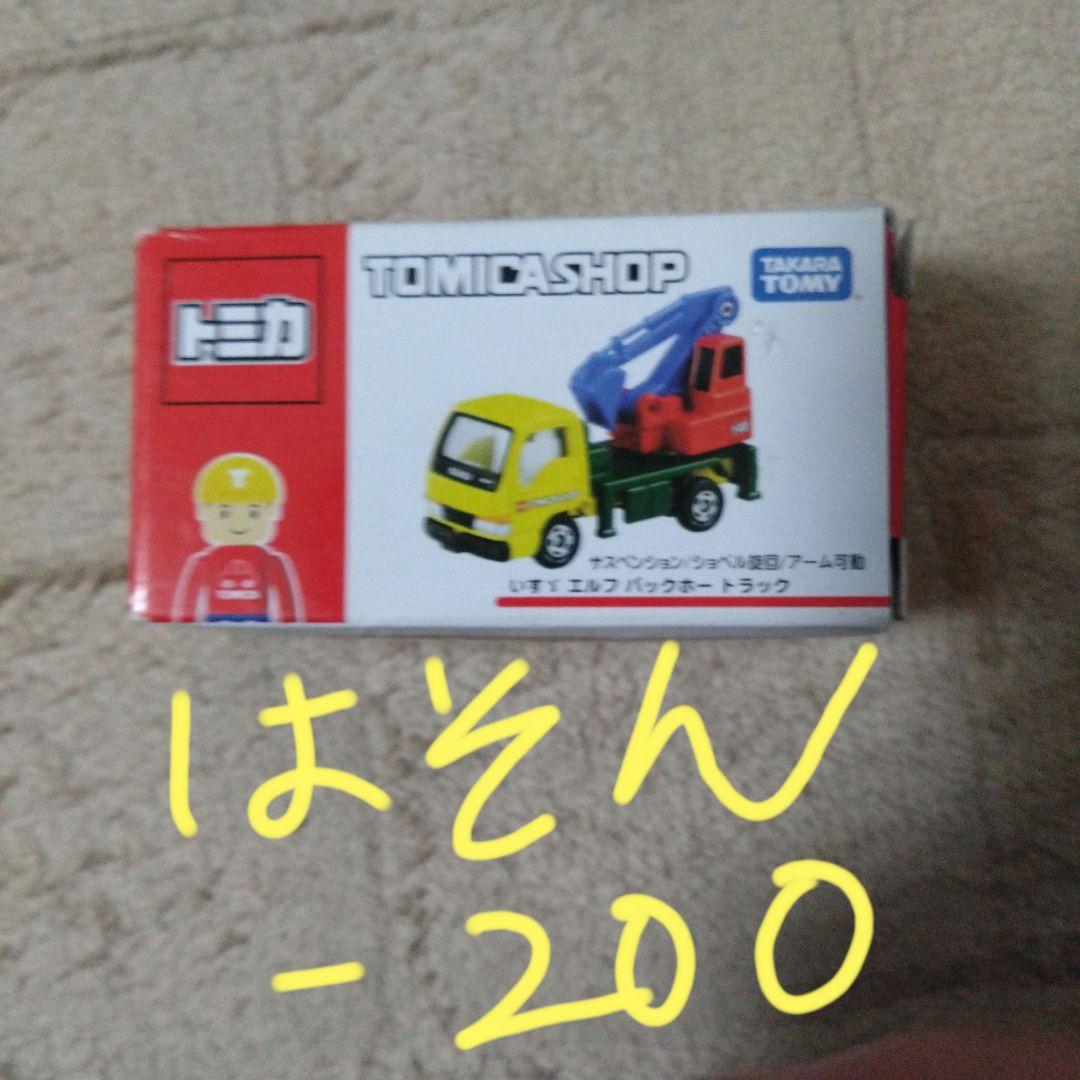 TOMICASHOP
TAKARA
TOMY
トミカ
サスペンション/ショベル旋回/アーム可動
いすゞ エルフ バックホー トラック
はそん
-200